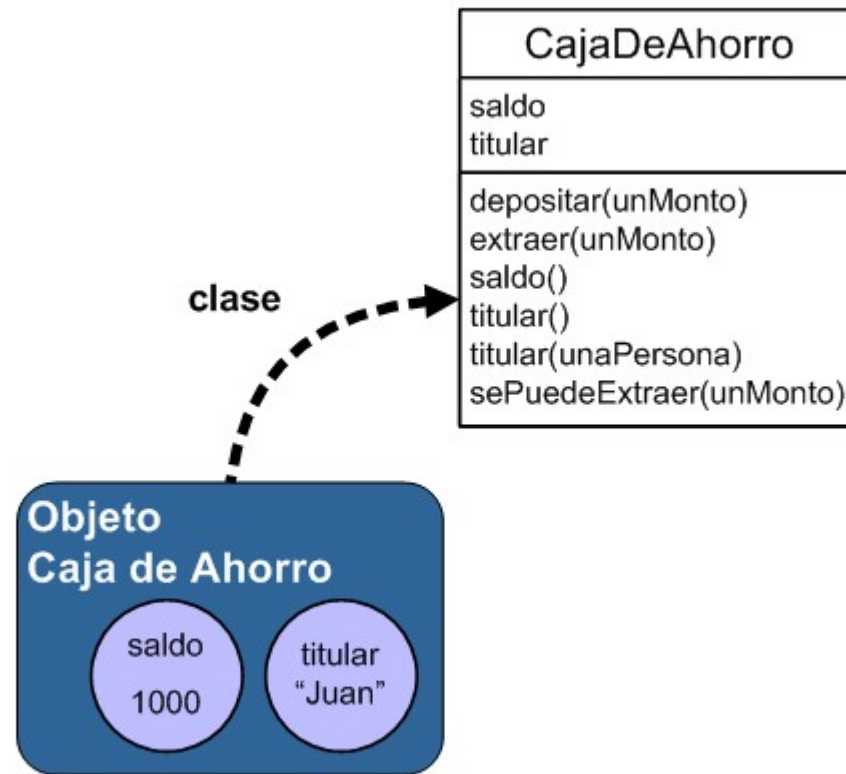 CajaDeAhorro
saldo
titular
depositar(unMonto)
extraer(unMonto)
saldo()
titular()
titular(unaPersona)
sePuedeExtraer(unMonto)
clase
Objeto
Caja de Ahorro
saldo
1000
titular
“Juan”